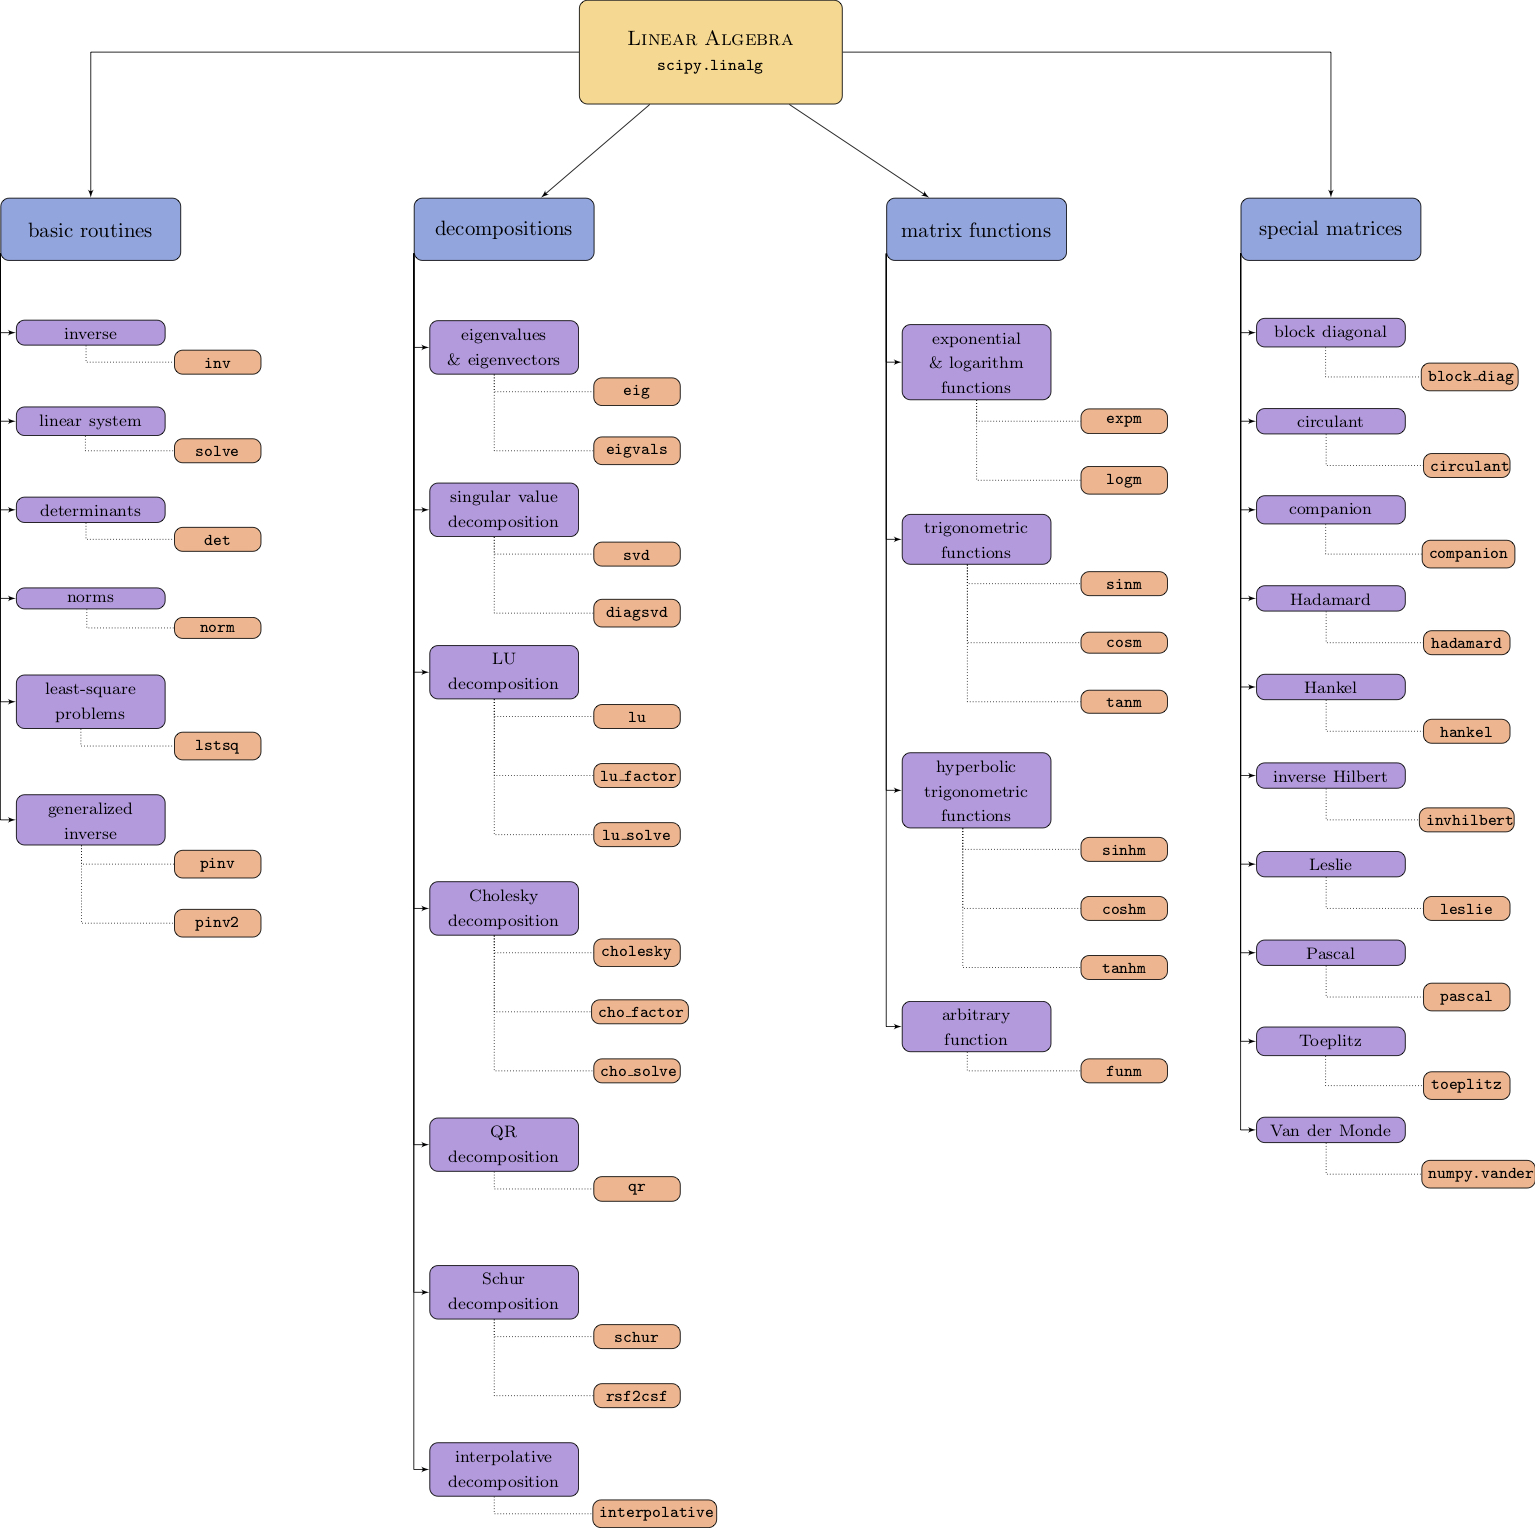 LINEAR ALGEBRA
scipy.linalg
basic routines
inverse
inv
linear system
solve
determinants
det
norms
norm
least-square
problems
lstsq
generalized
inverse
pinv
pinv2
decompositions
eigenvalues
& eigenvectors
eig
eigvals
singular value
decomposition
svd
diagsvd
LU
decomposition
lu
lu_factor
lu_solve
Cholesky
decomposition
cholesky
cho_factor
cho_solve
QR
decomposition
qr
Schur
decomposition
schur
rsf2csf
interpolative
decomposition
interpolative
matrix functions
exponential
& logarithm
functions
expm
logm
trigonometric
functions
sinm
cosm
tanm
hyperbolic
trigonometric
functions
sinhm
coshm
tanhm
arbitrary
function
funm
special matrices
block diagonal
block_diag
circulant
circulant
companion
companion
Hadamard
hadamard
Hankel
hankel
inverse Hilbert
invhilbert
Leslie
leslie
Pascal
pascal
Toeplitz
toeplitz
Van der Monde
numpy.vander